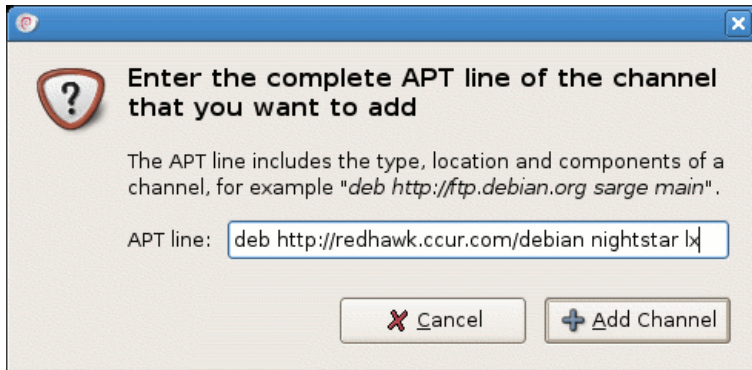 Enter the complete APT line of the channel
that you want to add
The APT line includes the type, location and components of a
channel, for example "deb http://ftp.debian.org sarge main".
APT line: deb http://redhawk.ccur.com/debian nightstar lx
Cancel
Add Channel